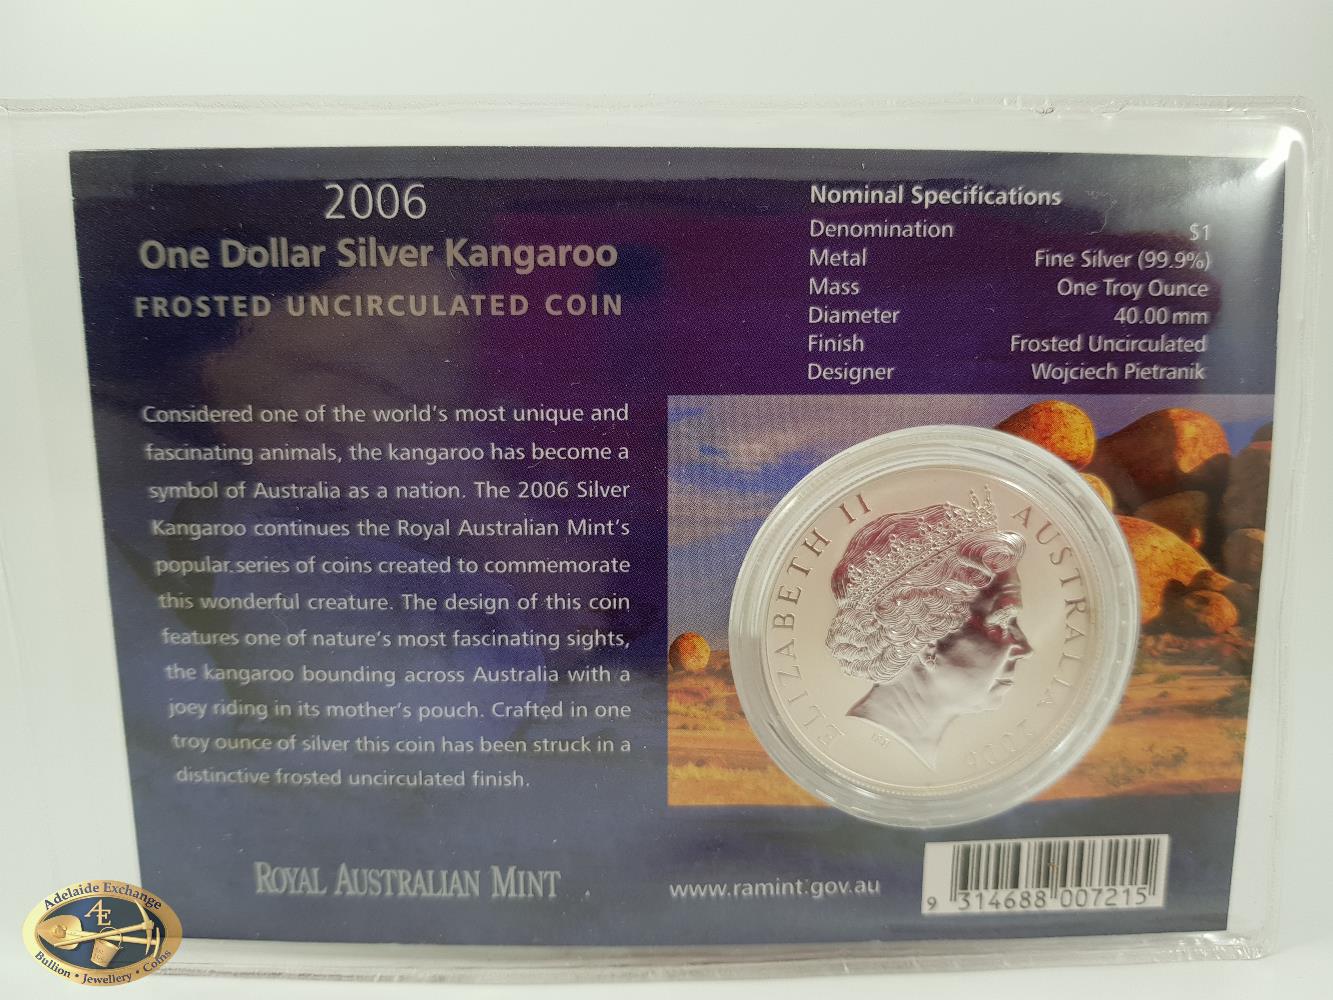 2006
One Dollar Silver Kangaroo
FROSTED UNCIRCULATED COIN
Considered one of the world's most unique and
fascinating animals, the kangaroo has become a
symbol of Australia as a nation. The 2006 Silver
Kangaroo continues the Royal Australian Mint's
popular series of coins created to commemorate
this wonderful creature. The design of this coin
features one of nature's most fascinating sights,
the kangaroo bounding across Australia with a
joey riding in its mother's pouch. Crafted in one
troy ounce of silver this coin has been struck in a
distinctive frosted uncirculated finish.
ROYAL AUSTRALIAN MINT
Nominal Specifications
Denomination $1
Metal Fine Silver (99.9%)
Mass One Troy Ounce
Diameter 40.00 mm
Finish Frosted Uncirculated
Designer Wojciech Pietranik
ELIZABETH II AUSTRALIA 2006
IRB
www.ramint.gov.au
9 314688 007215
Adelaide Exchange
AE
Bullion • Jewellery • Coins